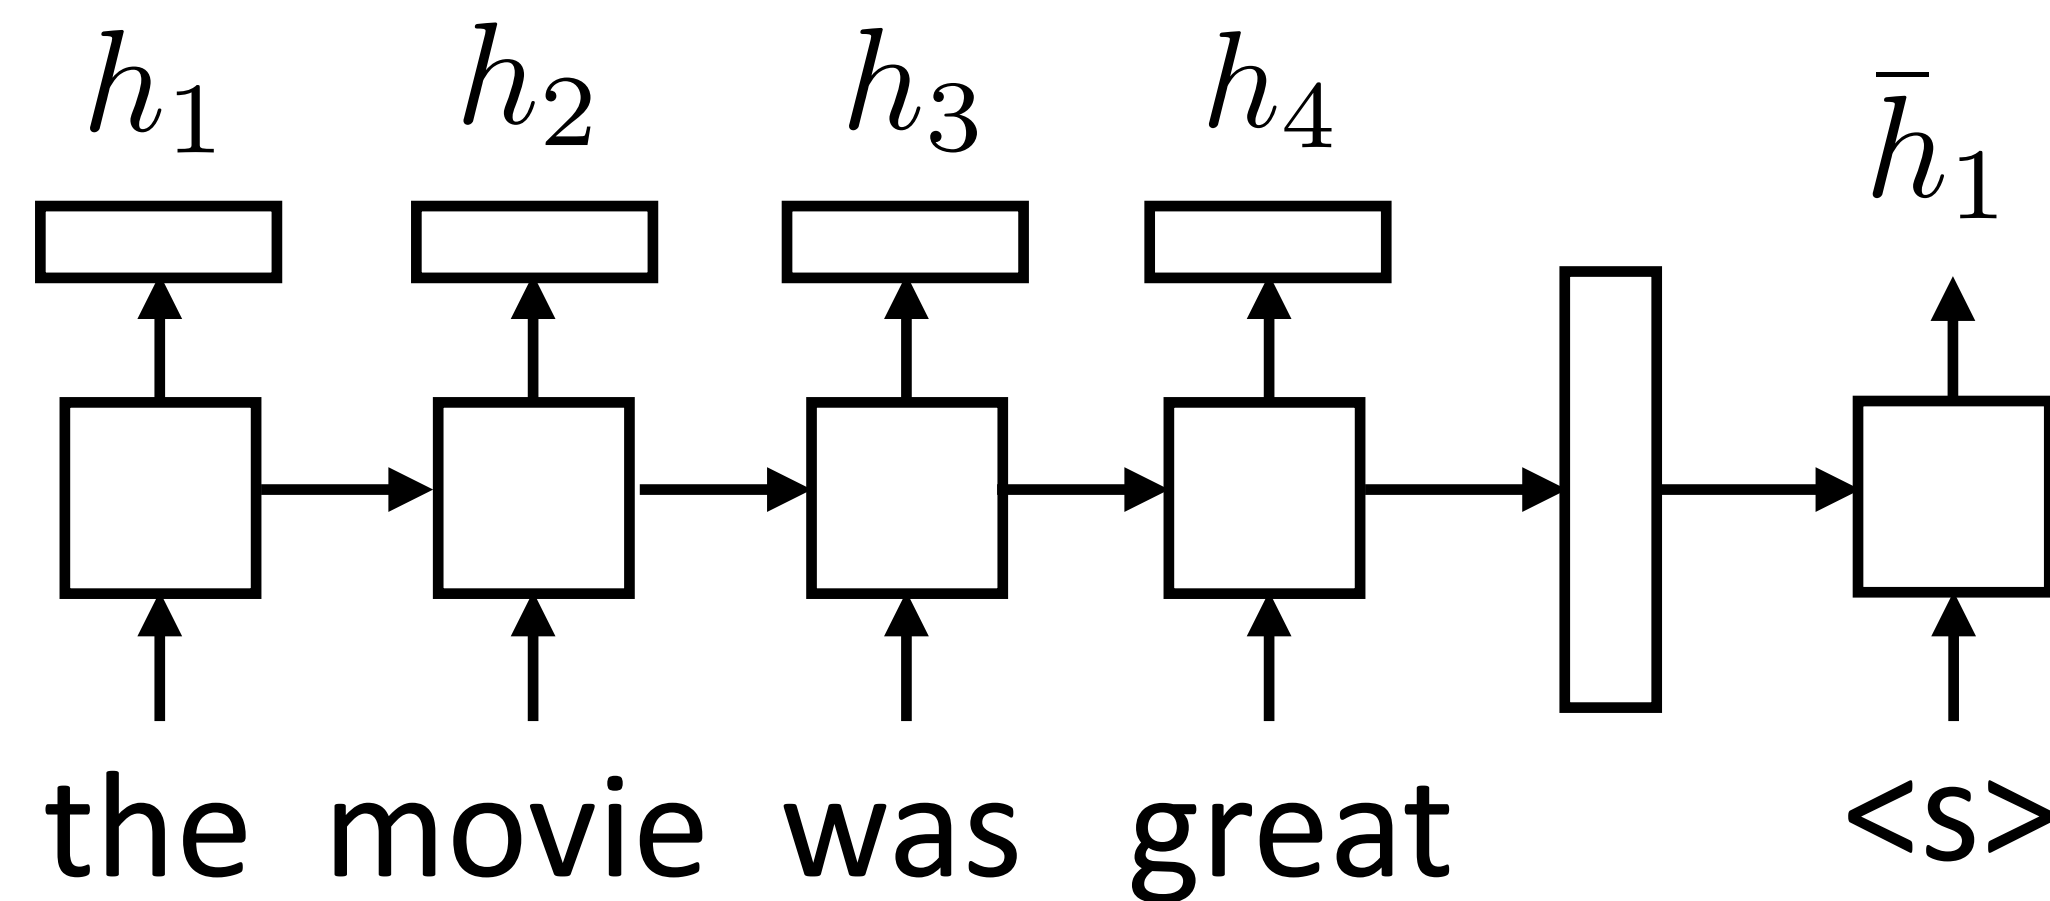 h₁ h₂ h₃ h₄ h̄₁
the movie was great <s>